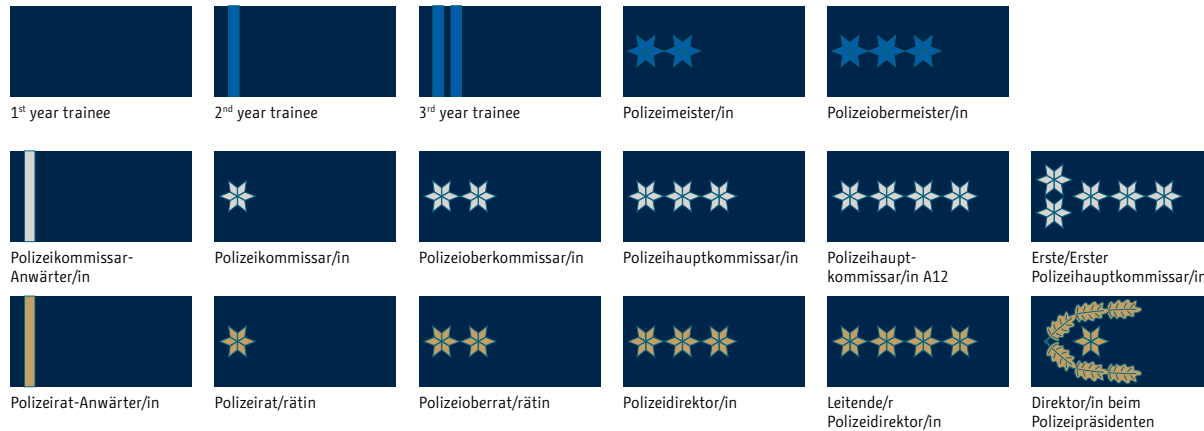 1st year trainee
2nd year trainee
3rd year trainee
Polizeimeister/in
Polizeiobermeister/in
Polizeikommissar-
Anwärter/in
Polizeikommissar/in
Polizeioberkommissar/in
Polizeihauptkommissar/in
Polizeihaupt-
kommissar/in A12
Erste/Erster
Polizeihauptkommissar/in
Polizeirat-Anwärter/in
Polizeirat/rätin
Polizeioberrat/rätin
Polizeidirektor/in
Leitende/r
Polizeidirektor/in
Direktor/in beim
Polizeipräsidenten